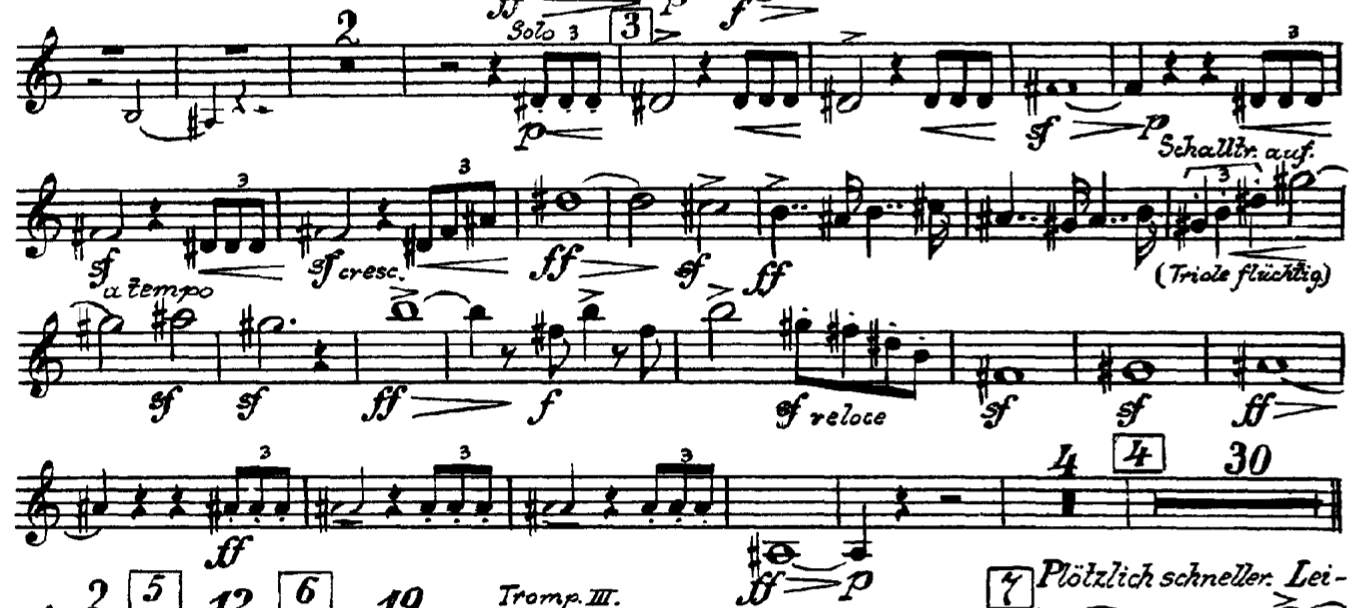 ff p f
2 Solo 3 3 3
p sf p
Schalltr. auf.
3 3 3
sf sf cresc. ff sf ff (Triole flüchtig)
a tempo
sf sf ff f sf reloce sf sf ff
3 3 3 4 4 30
ff ff p
2 5 12 6 19 Tromp. III. 7 Plötzlich schneller. Lei-